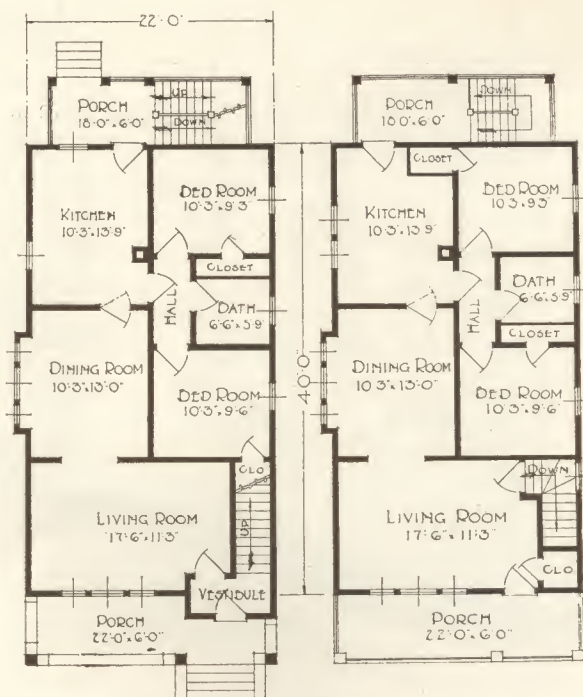 22'-0"
PORCH
18'-0"x6'-0"
UP
DOWN
KITCHEN
10'-3"x13'-9"
BED ROOM
10'-3"x9'-3"
CLOSET
HALL
BATH
6'-6"x5'-9"
DINING ROOM
10'-3"x13'-0"
BED ROOM
10'-3"x9'-6"
CLO
LIVING ROOM
17'-6"x11'-3"
UP
VESTIBULE
PORCH
22'-0"x6'-0"
40'-0"
PORCH
18'0"x6'-0"
DOWN
CLOSET
KITCHEN
10'-3"x13'9"
BED ROOM
10'3"x9'3"
HALL
BATH
6'-6"x5'-9"
CLOSET
DINING ROOM
10'3"x13'-0"
BED ROOM
10'-3"x9'-6"
DOWN
LIVING ROOM
17'-6"x11'-3"
CLO
PORCH
22'-0"x6'-0"